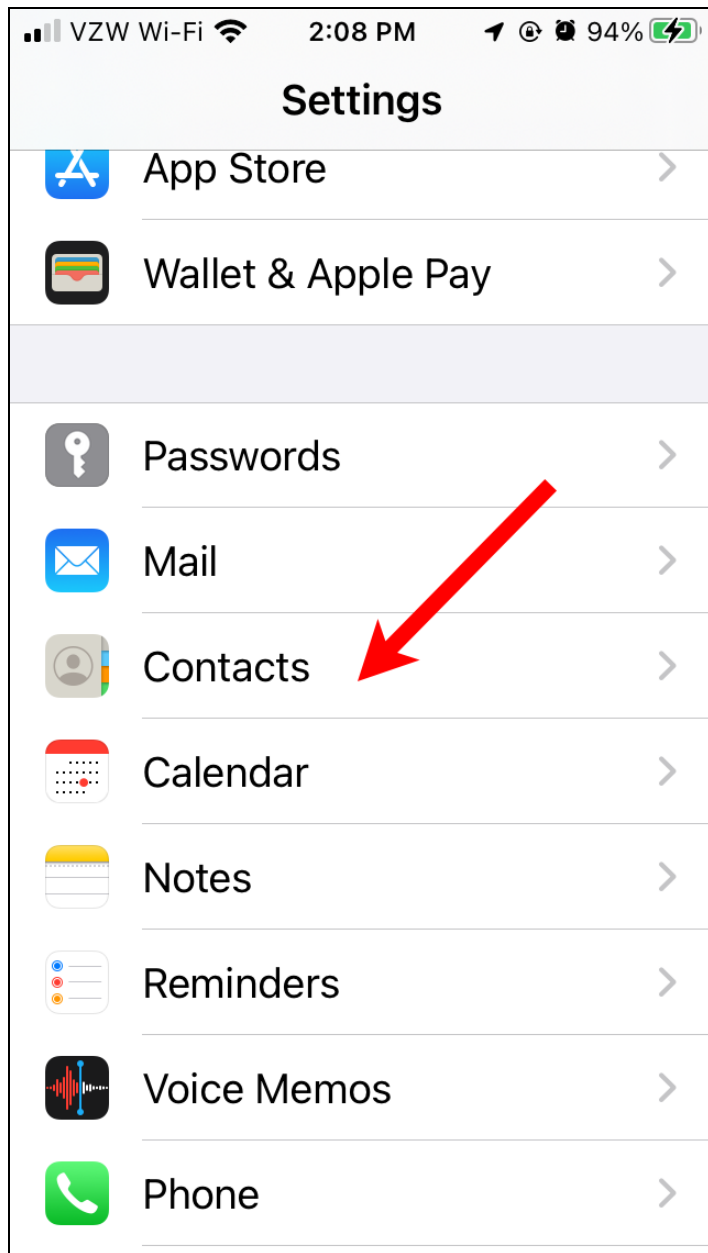 VZW Wi-Fi 2:08 PM 94%
Settings
App Store
Wallet & Apple Pay
Passwords
Mail
Contacts
Calendar
Notes
Reminders
Voice Memos
Phone